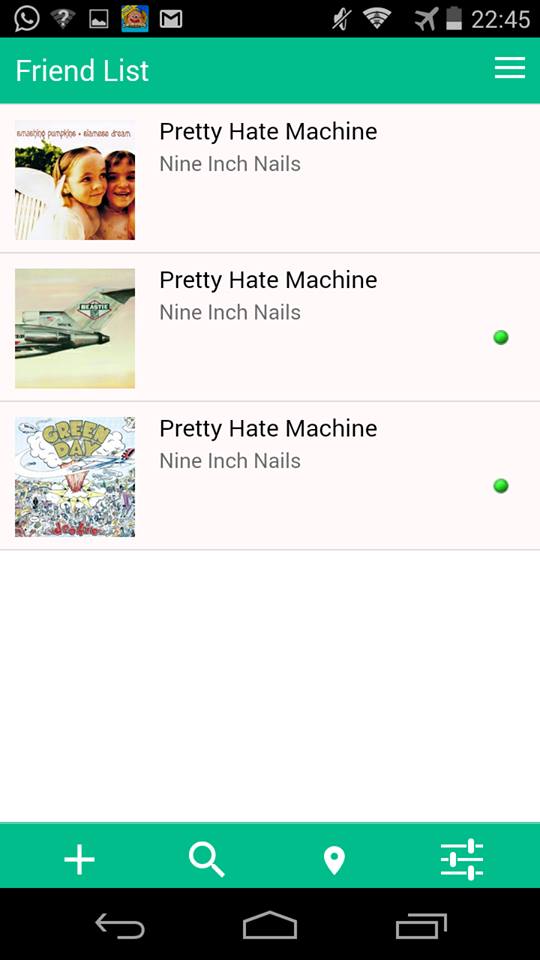 22:45
Friend List
smashing pumpkins • siamese dream
Pretty Hate Machine
Nine Inch Nails
BEASTIE
Pretty Hate Machine
Nine Inch Nails
GREEN
DAY
dookie
Pretty Hate Machine
Nine Inch Nails